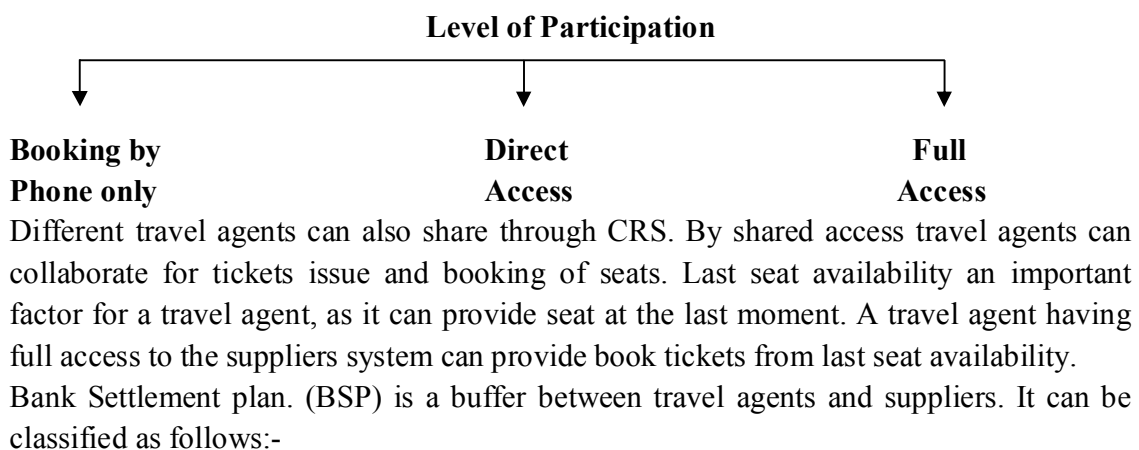 Level of Participation
Booking by Phone only
Direct Access
Full Access
Different travel agents can also share through CRS. By shared access travel agents can
collaborate for tickets issue and booking of seats. Last seat availability an important
factor for a travel agent, as it can provide seat at the last moment. A travel agent having
full access to the suppliers system can provide book tickets from last seat availability.
Bank Settlement plan. (BSP) is a buffer between travel agents and suppliers. It can be
classified as follows:-